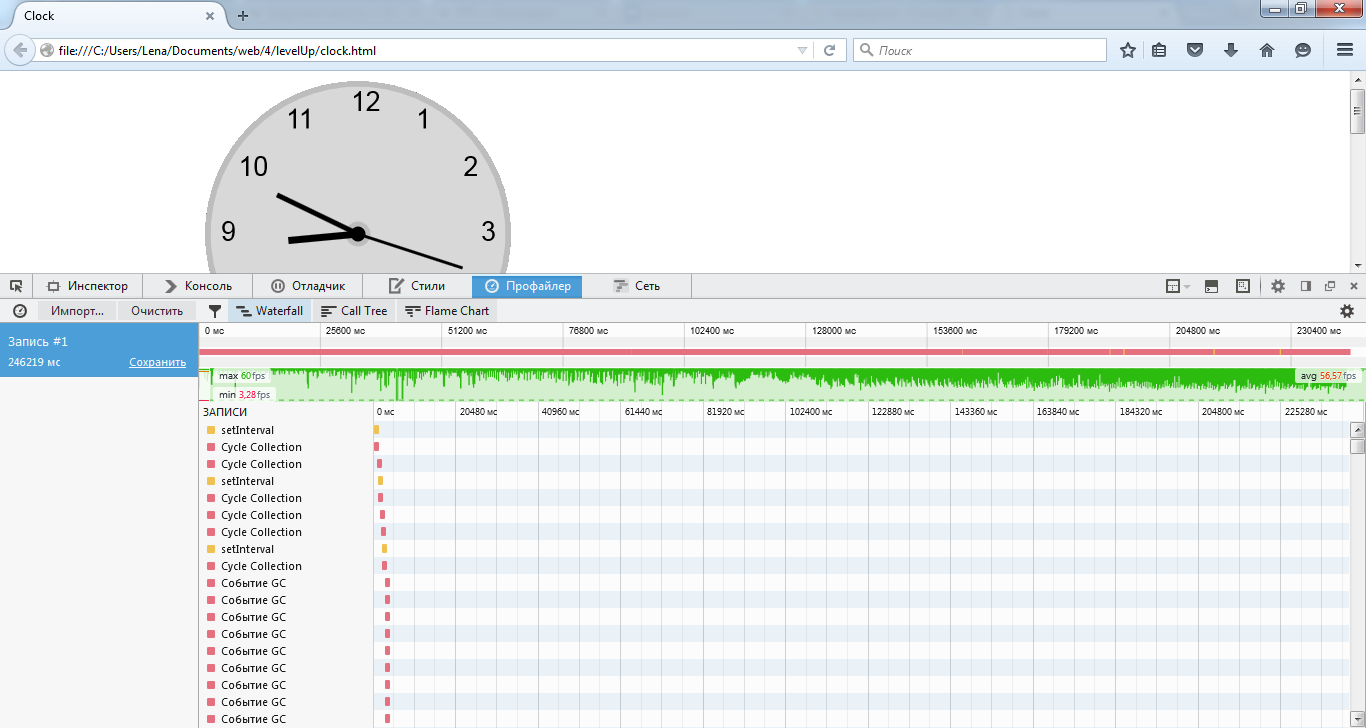 Clock
file:///C:/Users/Lena/Documents/web/4/levelUp/clock.html
Поиск
12
11 1
10 2
9 3
Инспектор Консоль Отладчик Стили Профайлер Сеть
Импорт... Очистить Waterfall Call Tree Flame Chart
Запись #1
246219 мс Сохранить
0 мс 25600 мс 51200 мс 76800 мс 102400 мс 128000 мс 153600 мс 179200 мс 204800 мс 230400 мс
max 60 fps avg 56,57 fps
min 3,28 fps
ЗАПИСИ 0 мс 20480 мс 40960 мс 61440 мс 81920 мс 102400 мс 122880 мс 143360 мс 163840 мс 184320 мс 204800 мс 225280 мс
setInterval
Cycle Collection
Cycle Collection
setInterval
Cycle Collection
Cycle Collection
Cycle Collection
setInterval
Cycle Collection
Событие GC
Событие GC
Событие GC
Событие GC
Событие GC
Событие GC
Событие GC
Событие GC
Событие GC